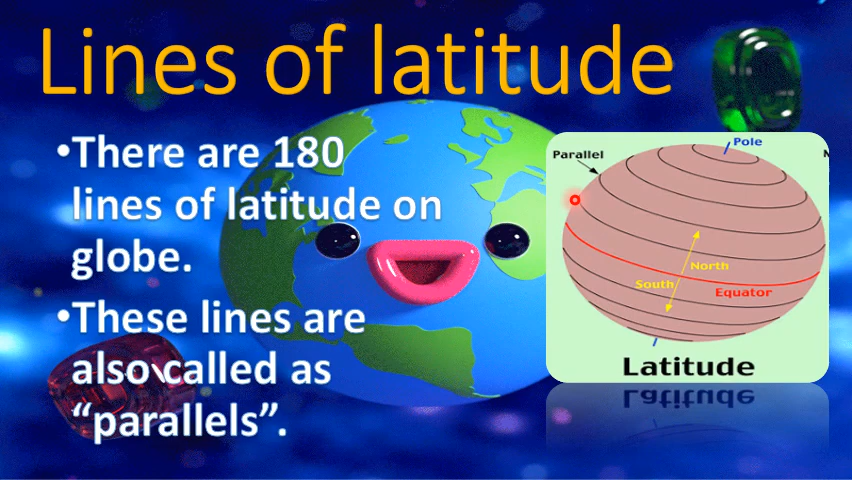 Lines of latitude
•There are 180
lines of latitude on
globe.
•These lines are
also called as
“parallels”.
Pole
Parallel
North
South
Equator
Latitude